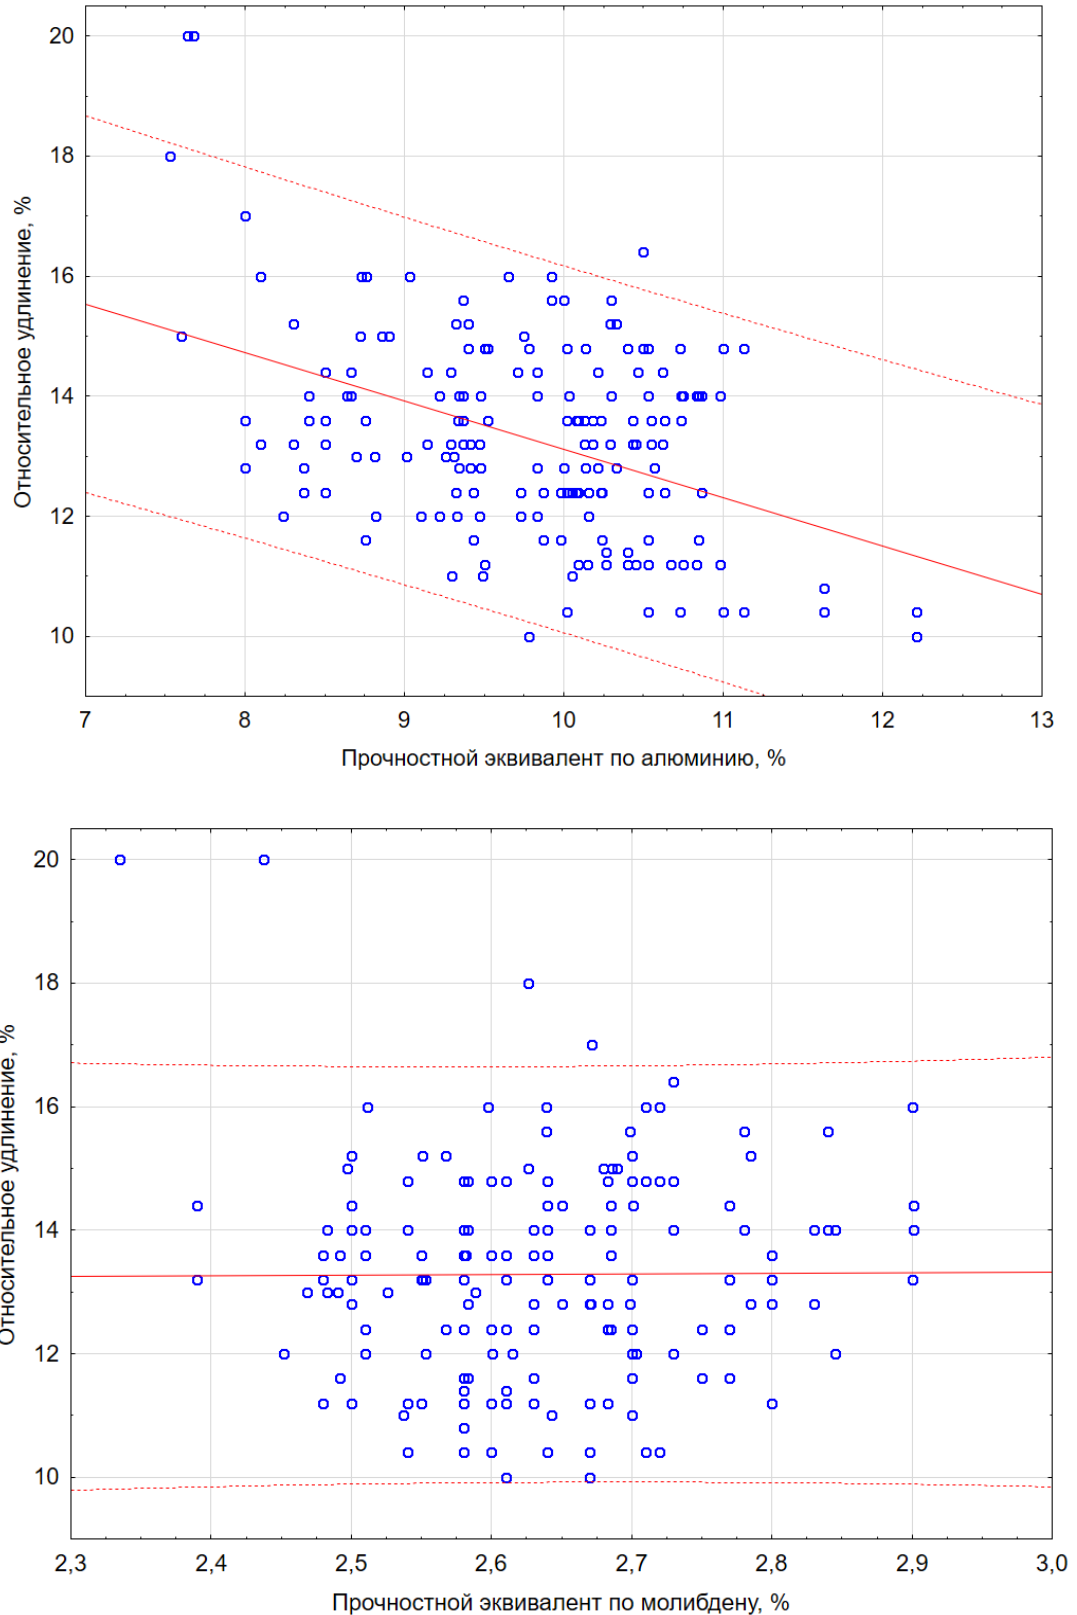 20
18
16
14
12
10
Относительное удлинение, %
7 8 9 10 11 12 13
Прочностной эквивалент по алюминию, %
20
18
16
14
12
10
Относительное удлинение, %
2,3 2,4 2,5 2,6 2,7 2,8 2,9 3,0
Прочностной эквивалент по молибдену, %